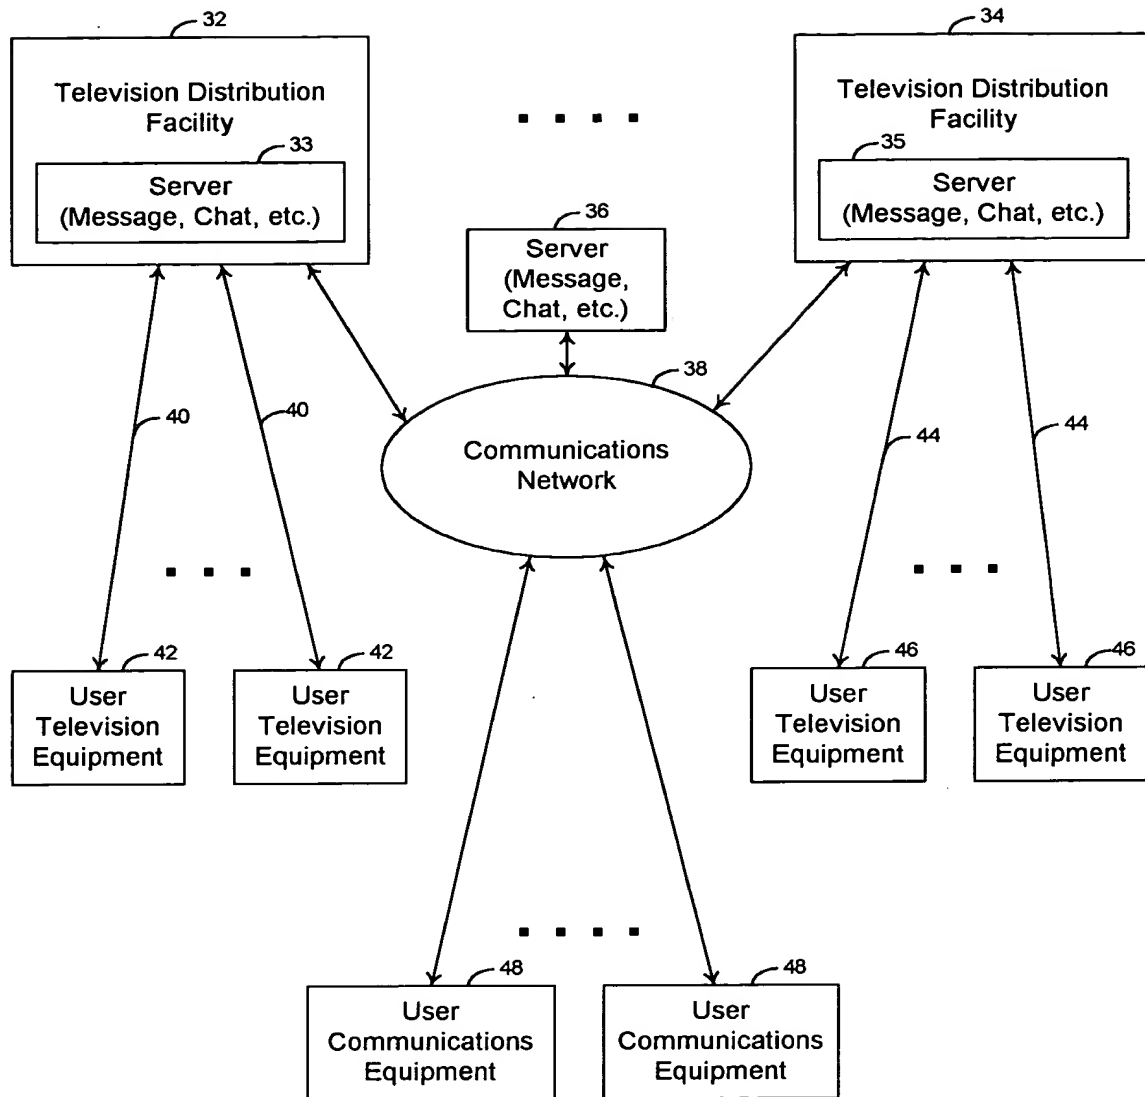 32
34
Television Distribution
Facility
33
Server
(Message, Chat, etc.)
Television Distribution
Facility
35
Server
(Message, Chat, etc.)
36
Server
(Message,
Chat, etc.)
38
Communications
Network
40
40
44
44
42
User
Television
Equipment
42
User
Television
Equipment
46
User
Television
Equipment
46
User
Television
Equipment
48
User
Communications
Equipment
48
User
Communications
Equipment